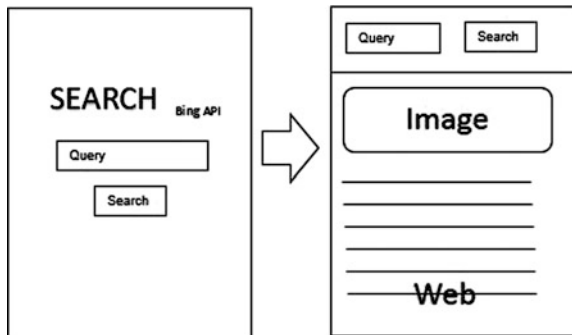 SEARCH Bing API
Query
Search
Query Search
Image
Web